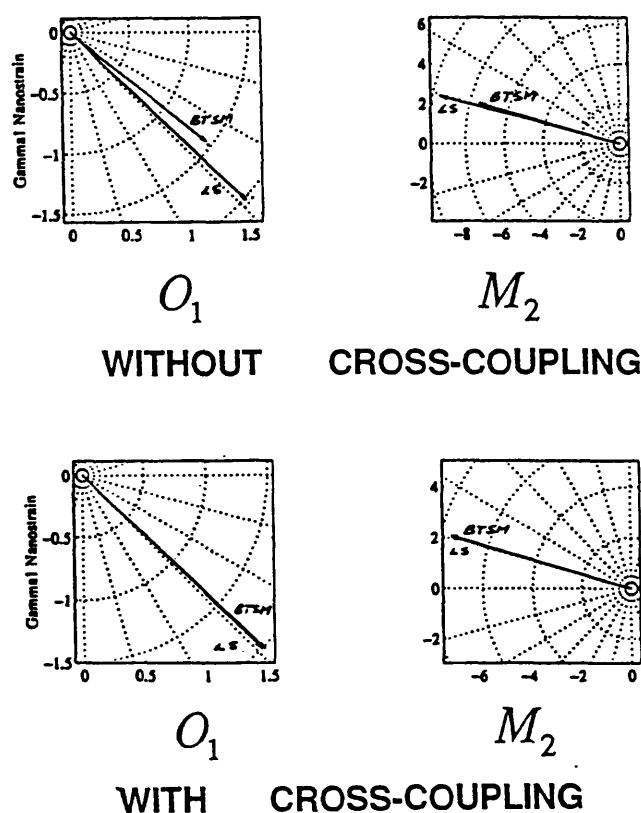 Gamma1 Nanostrain
0
-0.5
-1
-1.5
BTSM
LS
0 0.5 1 1.5
6
4
2
0
-2
BTSM
LS
-8 -6 -4 -2 0
O1 M2
WITHOUT CROSS-COUPLING
Gamma1 Nanostrain
0
-0.5
-1
-1.5
BTSM
LS
0 0.5 1 1.5
4
2
0
-2
BTSM
LS
-6 -4 -2 0
O1 M2
WITH CROSS-COUPLING